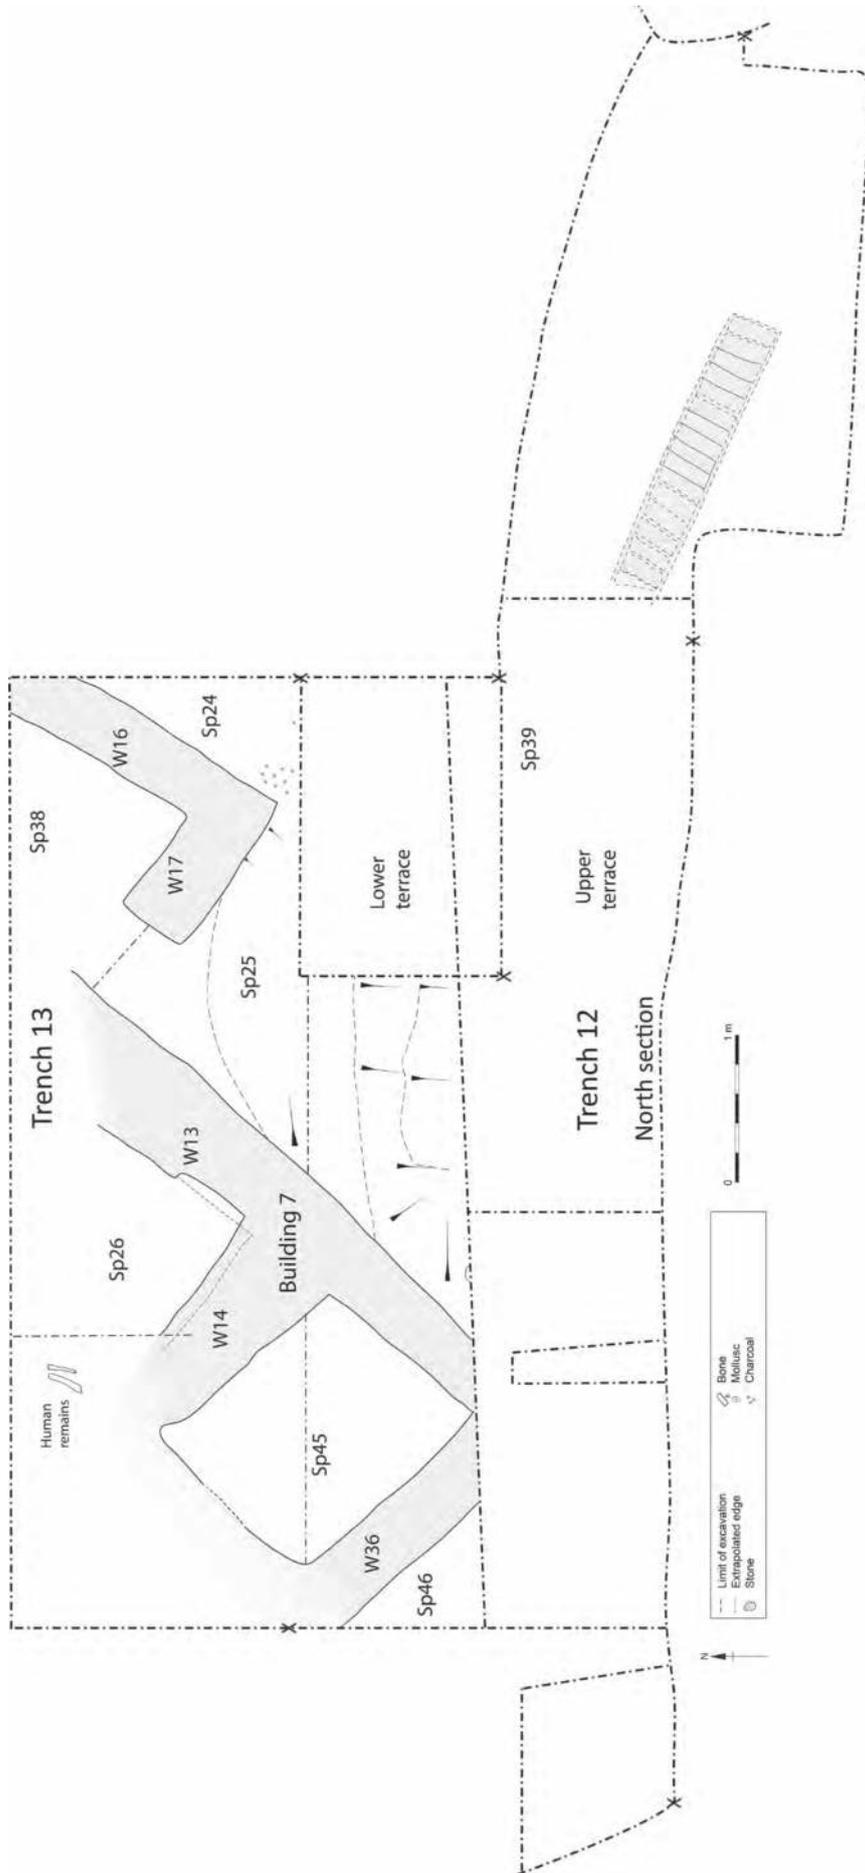 Trench 13
Sp38
W16
Sp24
W17
Sp25
W13
Sp26
Building 7
W14
Human
remains
Sp45
W36
Sp46
Lower
terrace
Sp39
Upper
terrace
Trench 12
North section
0
1 m
N
Limit of excavation
Extrapolated edge
Stone
Bone
Mollusc
Charcoal